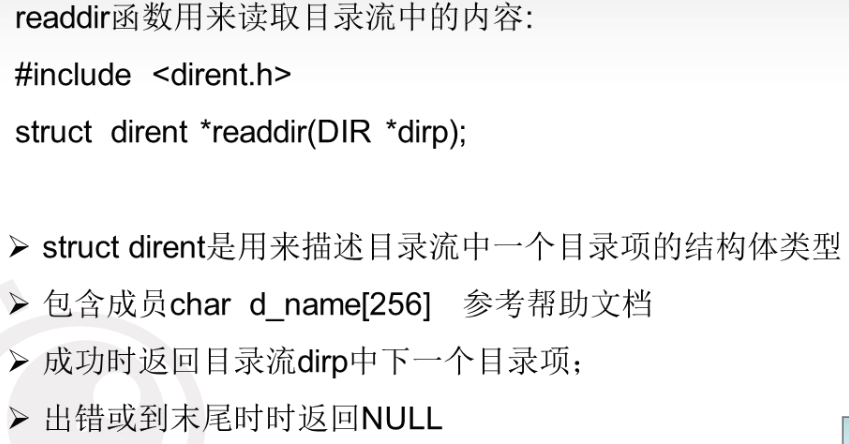 readdir函数用来读取目录流中的内容:
#include <dirent.h>
struct dirent *readdir(DIR *dirp);
➢ struct dirent是用来描述目录流中一个目录项的结构体类型
➢ 包含成员char d_name[256] 参考帮助文档
➢ 成功时返回目录流dirp中下一个目录项；
➢ 出错或到末尾时时返回NULL